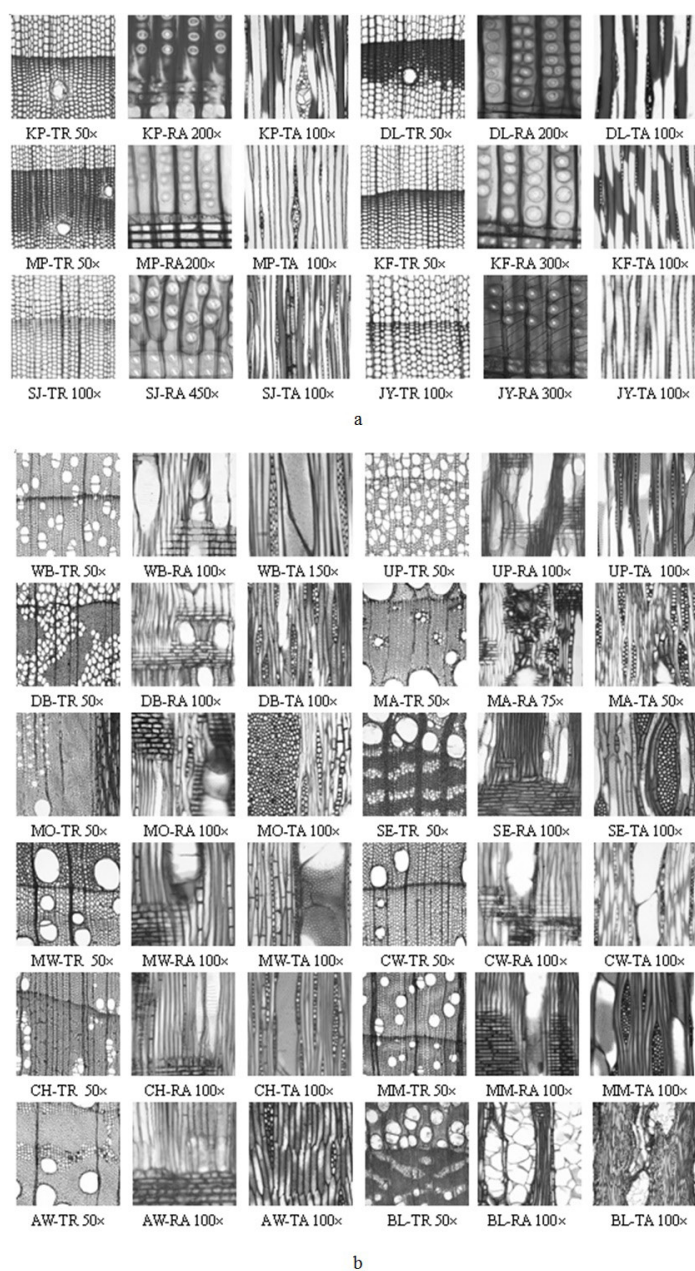 KP-TR 50× KP-RA 200× KP-TA 100× DL-TR 50× DL-RA 200× DL-TA 100×
MP-TR 50× MP-RA200× MP-TA 100× KF-TR 50× KF-RA 300× KF-TA 100×
SJ-TR 100× SJ-RA 450× SJ-TA 100× JY-TR 100× JY-RA 300× JY-TA 100×
a
WB-TR 50× WB-RA 100× WB-TA 150× UP-TR 50× UP-RA 100× UP-TA 100×
DB-TR 50× DB-RA 100× DB-TA 100× MA-TR 50× MA-RA 75× MA-TA 50×
MO-TR 50× MO-RA 100× MO-TA 100× SE-TR 50× SE-RA 100× SE-TA 100×
MW-TR 50× MW-RA 100× MW-TA 100× CW-TR 50× CW-RA 100× CW-TA 100×
CH-TR 50× CH-RA 100× CH-TA 100× MM-TR 50× MM-RA 100× MM-TA 100×
AW-TR 50× AW-RA 100× AW-TA 100× BL-TR 50× BL-RA 100× BL-TA 100×
b